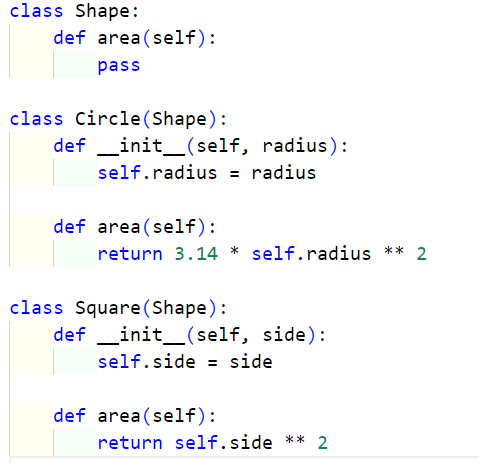 class Shape:
    def area(self):
        pass

class Circle(Shape):
    def __init__(self, radius):
        self.radius = radius

    def area(self):
        return 3.14 * self.radius ** 2

class Square(Shape):
    def __init__(self, side):
        self.side = side

    def area(self):
        return self.side ** 2